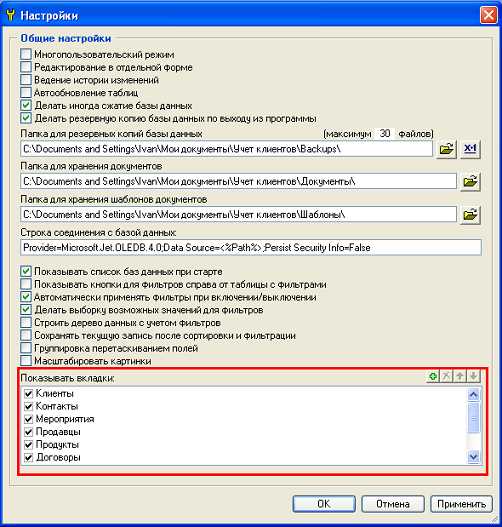 Настройки
Общие настройки
Многопользовательский режим
Редактирование в отдельной форме
Ведение истории изменений
Автообновление таблиц
Делать иногда сжатие базы данных
Делать резервную копию базы данных по выходу из программы
Папка для резервных копий базы данных (максимум 30 файлов)
C:\Documents and Settings\Ivan\Мои документы\Учет клиентов\Backups\
Папка для хранения документов
C:\Documents and Settings\Ivan\Мои документы\Учет клиентов\Документы\
Папка для хранения шаблонов документов
C:\Documents and Settings\Ivan\Мои документы\Учет клиентов\Шаблоны\
Строка соединения с базой данных:
Provider=Microsoft.Jet.OLEDB.4.0;Data Source=<%Path%>;Persist Security Info=False
Показывать список баз данных при старте
Показывать кнопки для фильтров справа от таблицы с фильтрами
Автоматически применять фильтры при включении/выключении
Делать выборку возможных значений для фильтров
Строить дерево данных с учетом фильтров
Сохранять текущую запись после сортировки и фильтрации
Группировка перетаскиванием полей
Масштабировать картинки
Показывать вкладки:
Клиенты
Контакты
Мероприятия
Продавцы
Продукты
Договоры
OK Отмена Применить